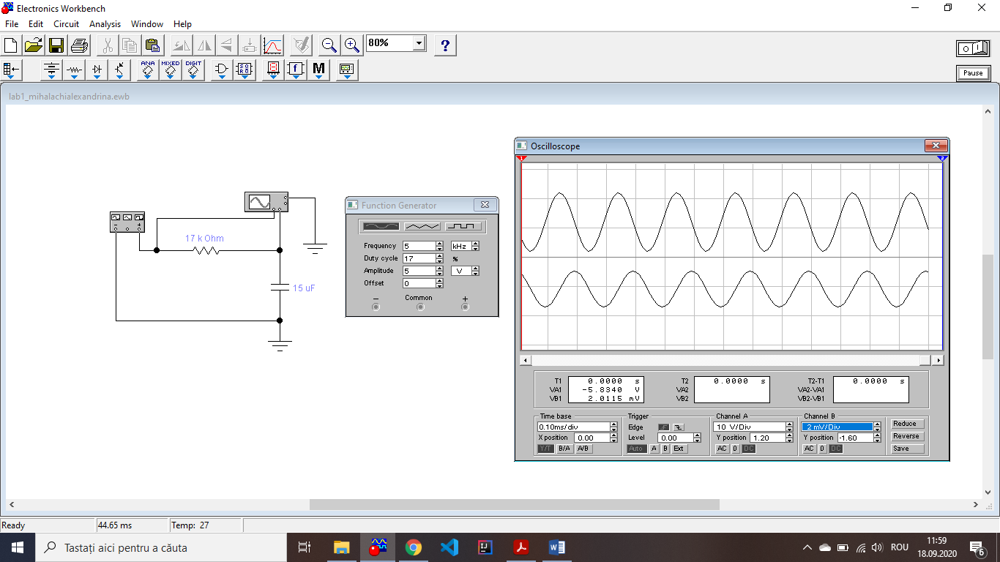 Electronics Workbench
File Edit Circuit Analysis Window Help
80%
?
O I
ANA MIXED DIGIT
f M
Pause
lab1_mihalachialexandrina.ewb
Oscilloscope
1 2
Function Generator
17 k Ohm
15 uF
Frequency 5 kHz
Duty cycle 17 %
Amplitude 5 V
Offset 0
− Common +
T1 0.0000 s
VA1 -5.8340 V
VB1 2.0115 mV
T2 0.0000 s
VA2
VB2
T2-T1 0.0000 s
VA2-VA1
VB2-VB1
Time base
0.10ms/div
X position 0.00
Y/T B/A A/B
Trigger
Edge
Level 0.00
Auto A B Ext
Channel A
10 V/Div
Y position 1.20
AC 0 DC
Channel B
2 mV/Div
Y position -1.60
AC 0 DC
Reduce
Reverse
Save
Ready 44.65 ms Temp: 27
Tastați aici pentru a căuta
ROU
11:59
18.09.2020
6